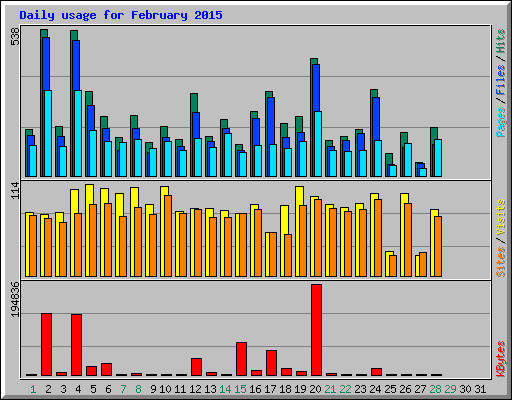 Daily usage for February 2015
538
Pages / Files / Hits
114
Sites / Visits
194836
KBytes
1 2 3 4 5 6 7 8 9 10 11 12 13 14 15 16 17 18 19 20 21 22 23 24 25 26 27 28 29 30 31